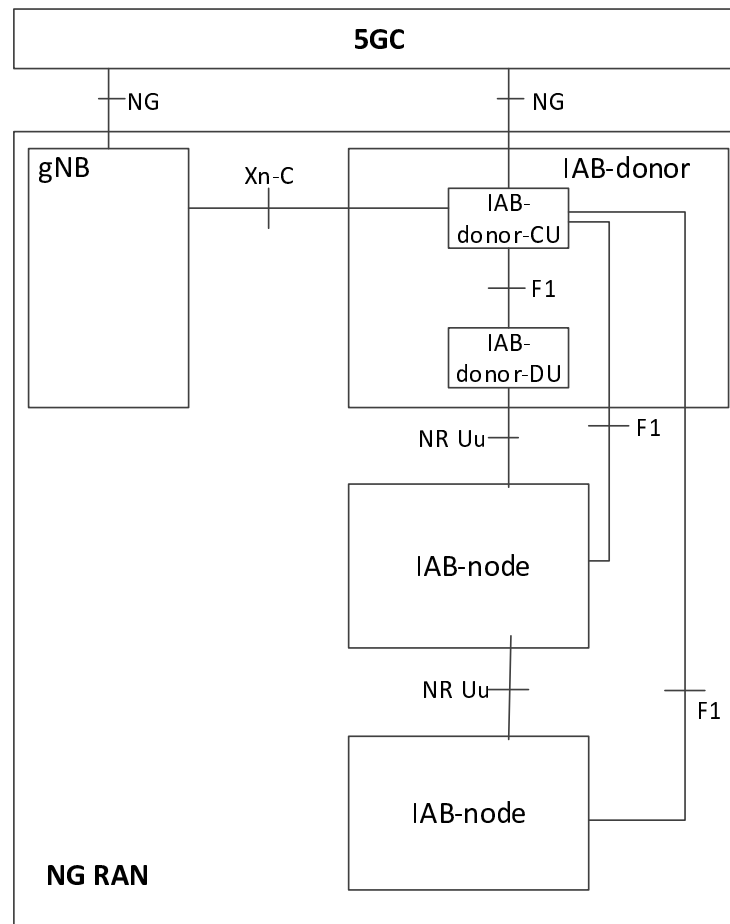 5GC
NG
NG
gNB
IAB-donor
Xn-C
IAB-
donor-CU
F1
IAB-
donor-DU
NR Uu
F1
IAB-node
NR Uu
F1
IAB-node
NG RAN